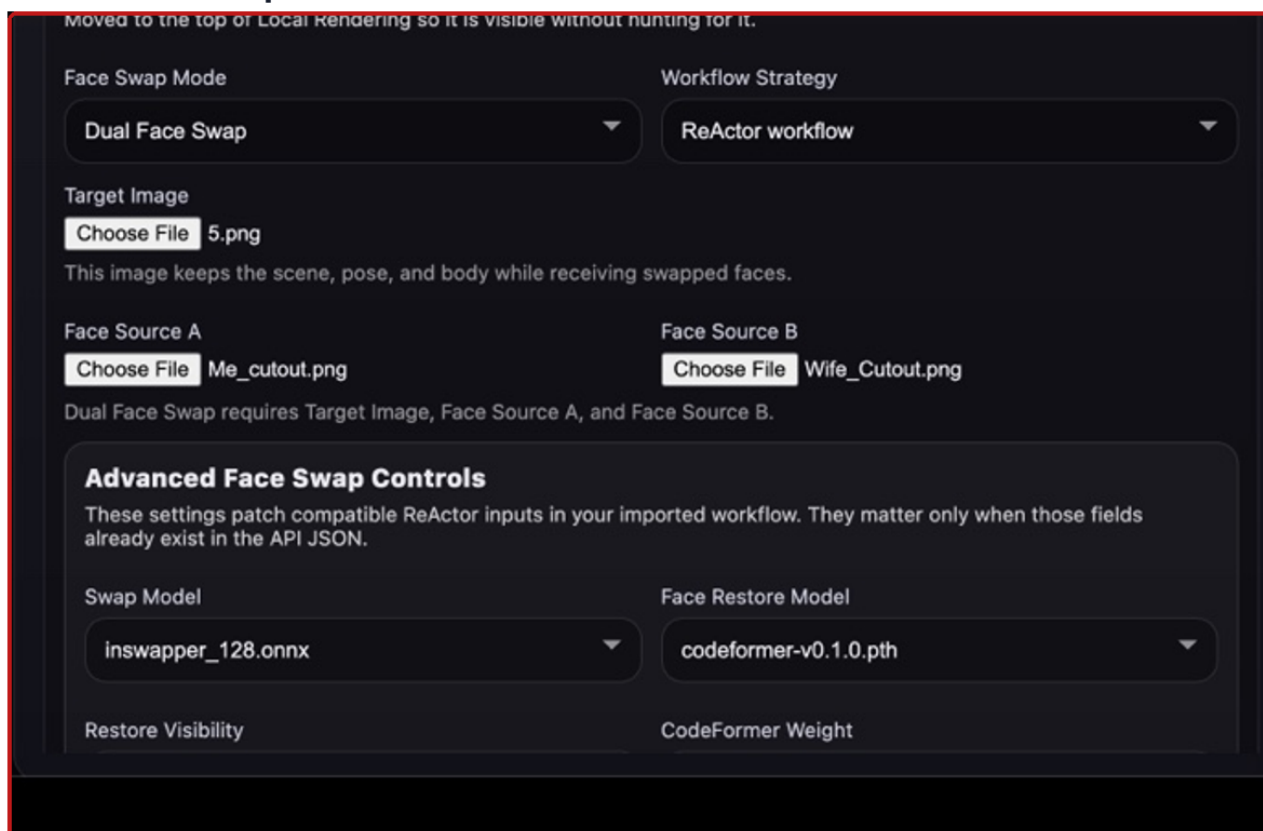 Moved to the top of Local Rendering so it is visible without hunting for it.
Face Swap Mode
Workflow Strategy
Dual Face Swap
ReActor workflow
Target Image
Choose File 5.png
This image keeps the scene, pose, and body while receiving swapped faces.
Face Source A
Face Source B
Choose File Me_cutout.png
Choose File Wife_Cutout.png
Dual Face Swap requires Target Image, Face Source A, and Face Source B.
Advanced Face Swap Controls
These settings patch compatible ReActor inputs in your imported workflow. They matter only when those fields
already exist in the API JSON.
Swap Model
Face Restore Model
inswapper_128.onnx
codeformer-v0.1.0.pth
Restore Visibility
CodeFormer Weight